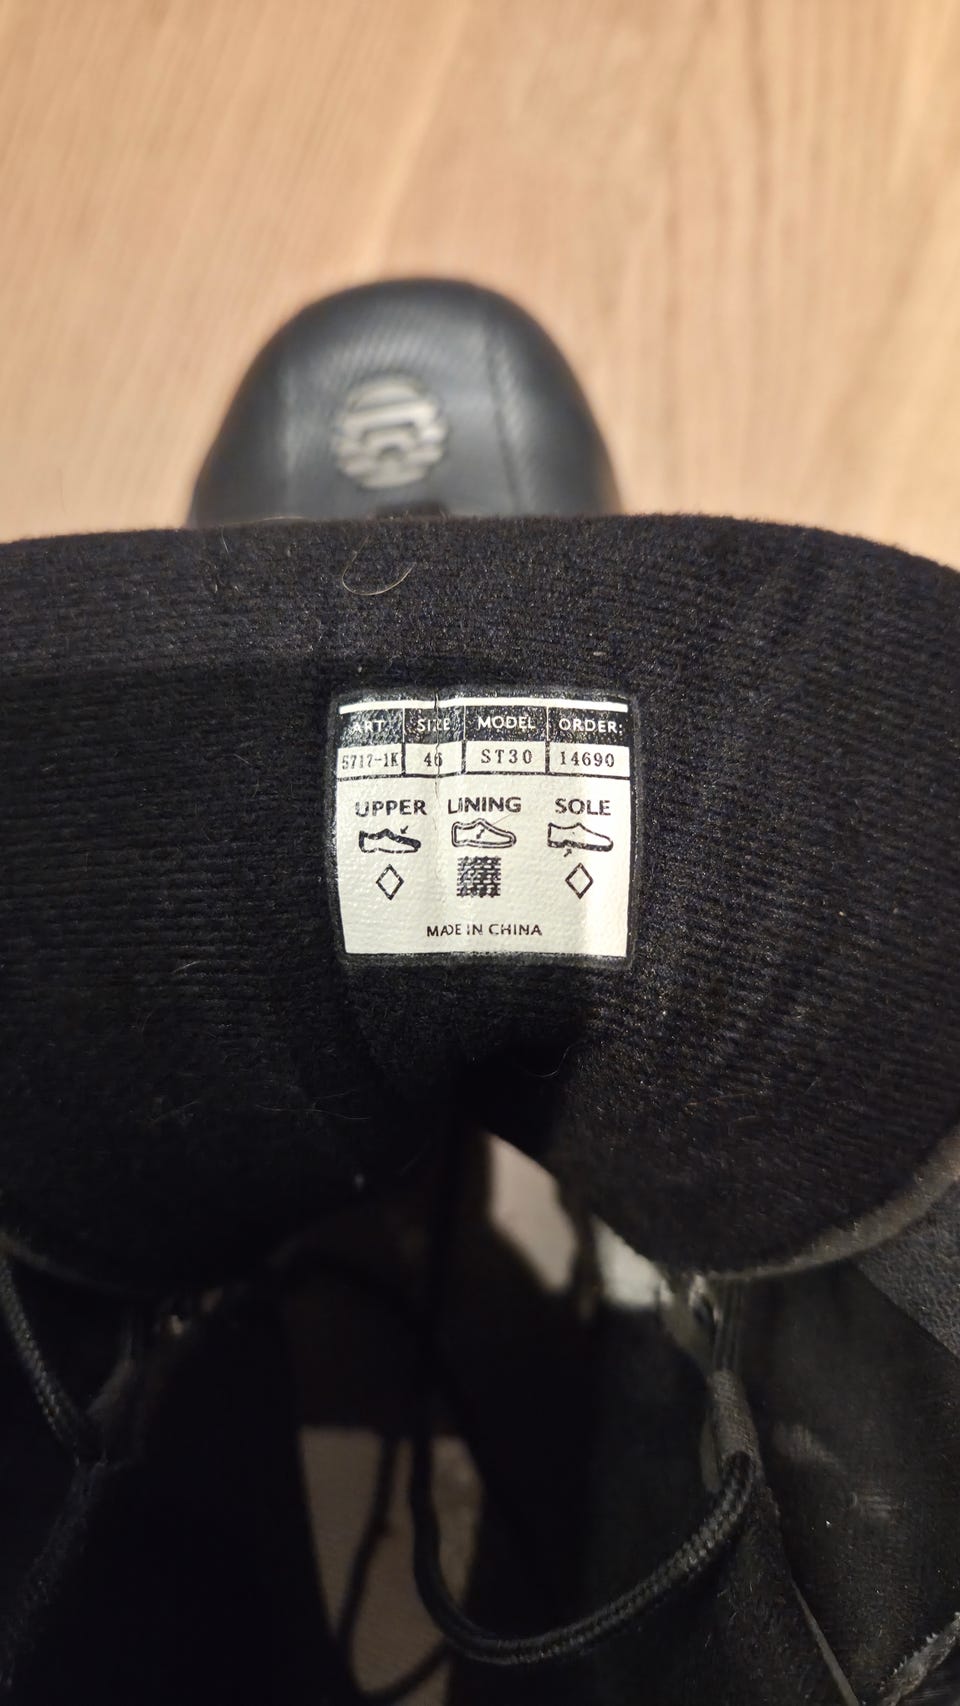 ART SIZE MODEL ORDER:
5717-1K 46 ST30 14690
UPPER LINING SOLE
MADE IN CHINA